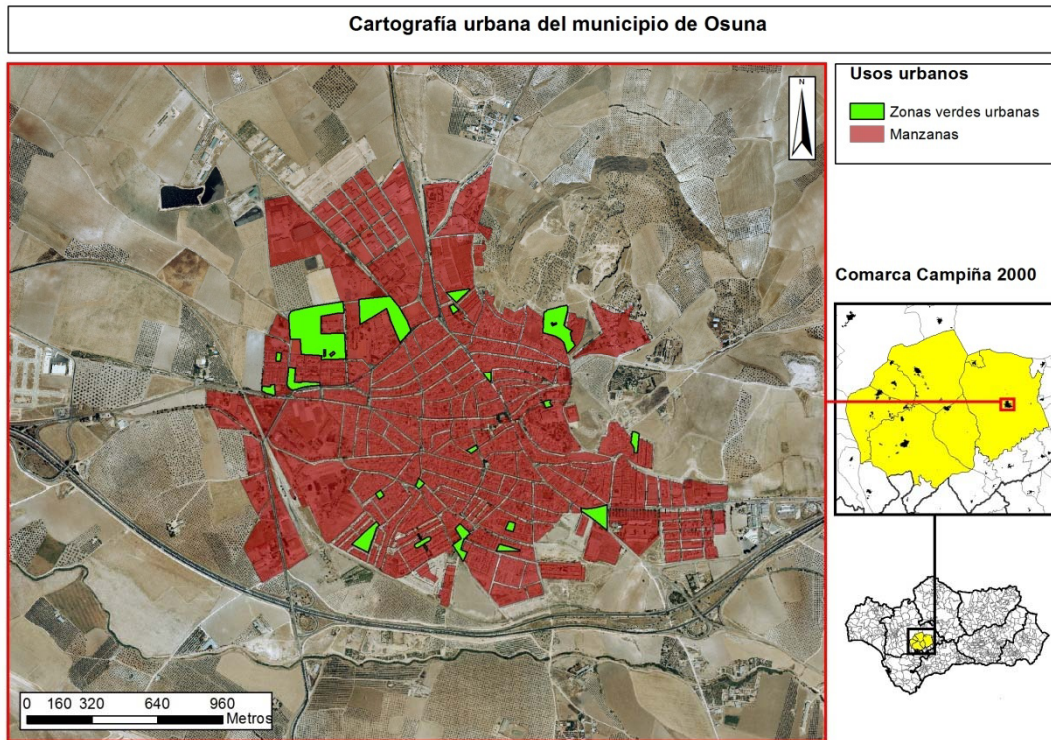 Cartografía urbana del municipio de Osuna
N
Usos urbanos
Zonas verdes urbanas
Manzanas
Comarca Campiña 2000
0 160 320 640 960
Metros